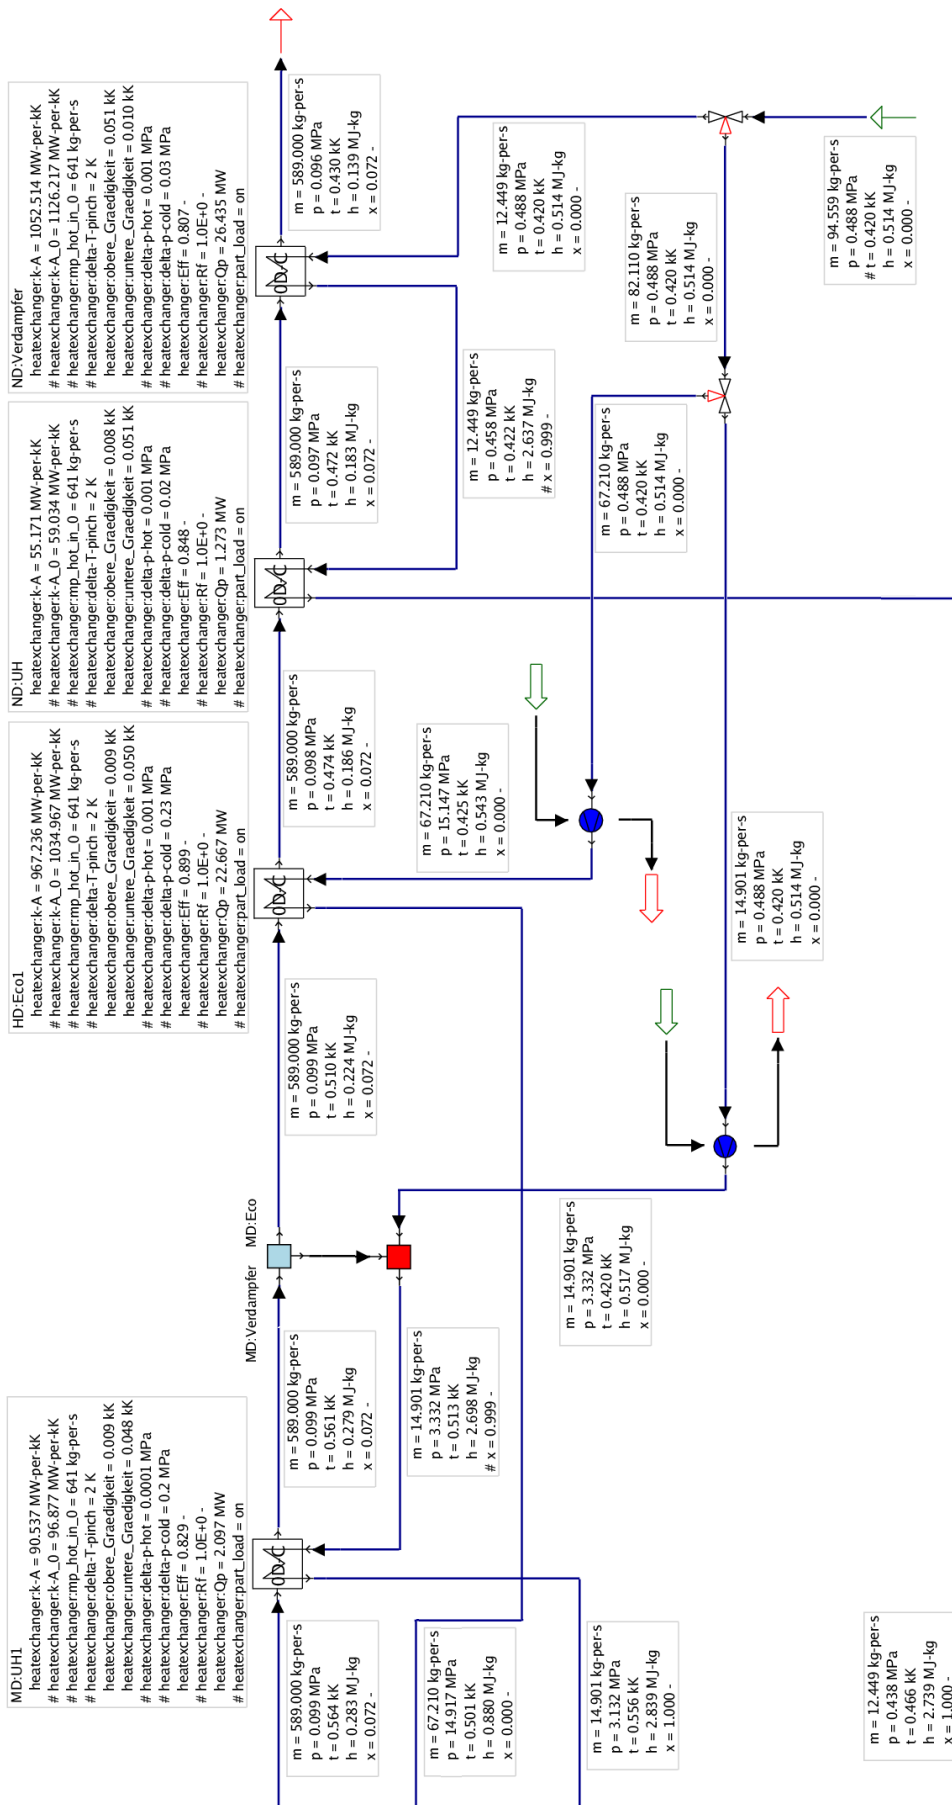 MD:UH1
heatexchanger:k-A = 90.537 MW-per-kK
# heatexchanger:k-A_0 = 96.877 MW-per-kK
# heatexchanger:mp_hot_in_0 = 641 kg-per-s
# heatexchanger:delta-T-pinch = 2 K
heatexchanger:obere_Graedigkeit = 0.009 kK
heatexchanger:untere_Graedigkeit = 0.048 kK
# heatexchanger:delta-p-hot = 0.0001 MPa
# heatexchanger:delta-p-cold = 0.2 MPa
heatexchanger:Eff = 0.829 -
# heatexchanger:Rf = 1.0E+0 -
heatexchanger:Qp = 2.097 MW
# heatexchanger:part_load = on
HD:Eco1
heatexchanger:k-A = 967.236 MW-per-kK
# heatexchanger:k-A_0 = 1034.967 MW-per-kK
# heatexchanger:mp_hot_in_0 = 641 kg-per-s
# heatexchanger:delta-T-pinch = 2 K
heatexchanger:obere_Graedigkeit = 0.009 kK
heatexchanger:untere_Graedigkeit = 0.050 kK
# heatexchanger:delta-p-hot = 0.001 MPa
# heatexchanger:delta-p-cold = 0.23 MPa
heatexchanger:Eff = 0.899 -
# heatexchanger:Rf = 1.0E+0 -
heatexchanger:Qp = 22.667 MW
# heatexchanger:part_load = on
ND:UH
heatexchanger:k-A = 55.171 MW-per-kK
# heatexchanger:k-A_0 = 59.034 MW-per-kK
# heatexchanger:mp_hot_in_0 = 641 kg-per-s
# heatexchanger:delta-T-pinch = 2 K
heatexchanger:obere_Graedigkeit = 0.008 kK
heatexchanger:untere_Graedigkeit = 0.051 kK
# heatexchanger:delta-p-hot = 0.001 MPa
# heatexchanger:delta-p-cold = 0.02 MPa
heatexchanger:Eff = 0.848 -
# heatexchanger:Rf = 1.0E+0 -
heatexchanger:Qp = 1.273 MW
# heatexchanger:part_load = on
ND:Verdampfer
heatexchanger:k-A = 1052.514 MW-per-kK
# heatexchanger:k-A_0 = 1126.217 MW-per-kK
# heatexchanger:mp_hot_in_0 = 641 kg-per-s
# heatexchanger:delta-T-pinch = 2 K
heatexchanger:obere_Graedigkeit = 0.051 kK
heatexchanger:untere_Graedigkeit = 0.010 kK
# heatexchanger:delta-p-hot = 0.001 MPa
# heatexchanger:delta-p-cold = 0.03 MPa
heatexchanger:Eff = 0.807 -
# heatexchanger:Rf = 1.0E+0 -
heatexchanger:Qp = 26.435 MW
# heatexchanger:part_load = on
MD:Verdampfer
MD:Eco
0D/C
0D/C
0D/C
0D/C
m = 589.000 kg-per-s
p = 0.099 MPa
t = 0.564 kK
h = 0.283 MJ-kg
x = 0.072 -
m = 589.000 kg-per-s
p = 0.099 MPa
t = 0.561 kK
h = 0.279 MJ-kg
x = 0.072 -
m = 589.000 kg-per-s
p = 0.099 MPa
t = 0.510 kK
h = 0.224 MJ-kg
x = 0.072 -
m = 589.000 kg-per-s
p = 0.098 MPa
t = 0.474 kK
h = 0.186 MJ-kg
x = 0.072 -
m = 589.000 kg-per-s
p = 0.097 MPa
t = 0.472 kK
h = 0.183 MJ-kg
x = 0.072 -
m = 589.000 kg-per-s
p = 0.096 MPa
t = 0.430 kK
h = 0.139 MJ-kg
x = 0.072 -
m = 67.210 kg-per-s
p = 14.917 MPa
t = 0.501 kK
h = 0.880 MJ-kg
x = 0.000 -
m = 14.901 kg-per-s
p = 3.332 MPa
t = 0.513 kK
h = 2.698 MJ-kg
# x = 0.999 -
m = 67.210 kg-per-s
p = 15.147 MPa
t = 0.425 kK
h = 0.543 MJ-kg
x = 0.000 -
m = 12.449 kg-per-s
p = 0.458 MPa
t = 0.422 kK
h = 2.637 MJ-kg
# x = 0.999 -
m = 12.449 kg-per-s
p = 0.488 MPa
t = 0.420 kK
h = 0.514 MJ-kg
x = 0.000 -
m = 14.901 kg-per-s
p = 3.132 MPa
t = 0.556 kK
h = 2.839 MJ-kg
x = 1.000 -
m = 14.901 kg-per-s
p = 3.332 MPa
t = 0.420 kK
h = 0.517 MJ-kg
x = 0.000 -
m = 67.210 kg-per-s
p = 0.488 MPa
t = 0.420 kK
h = 0.514 MJ-kg
x = 0.000 -
m = 82.110 kg-per-s
p = 0.488 MPa
t = 0.420 kK
h = 0.514 MJ-kg
x = 0.000 -
m = 14.901 kg-per-s
p = 0.488 MPa
t = 0.420 kK
h = 0.514 MJ-kg
x = 0.000 -
m = 94.559 kg-per-s
p = 0.488 MPa
# t = 0.420 kK
h = 0.514 MJ-kg
x = 0.000 -
m = 12.449 kg-per-s
p = 0.438 MPa
t = 0.466 kK
h = 2.739 MJ-kg
x = 1.000 -